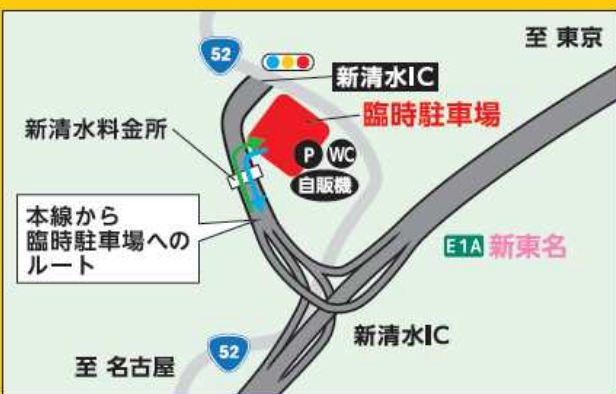 至 東京
52
新清水IC
臨時駐車場
新清水料金所
P
WC
自販機
本線から
臨時駐車場への
ルート
E1A 新東名
新清水IC
52
至 名古屋